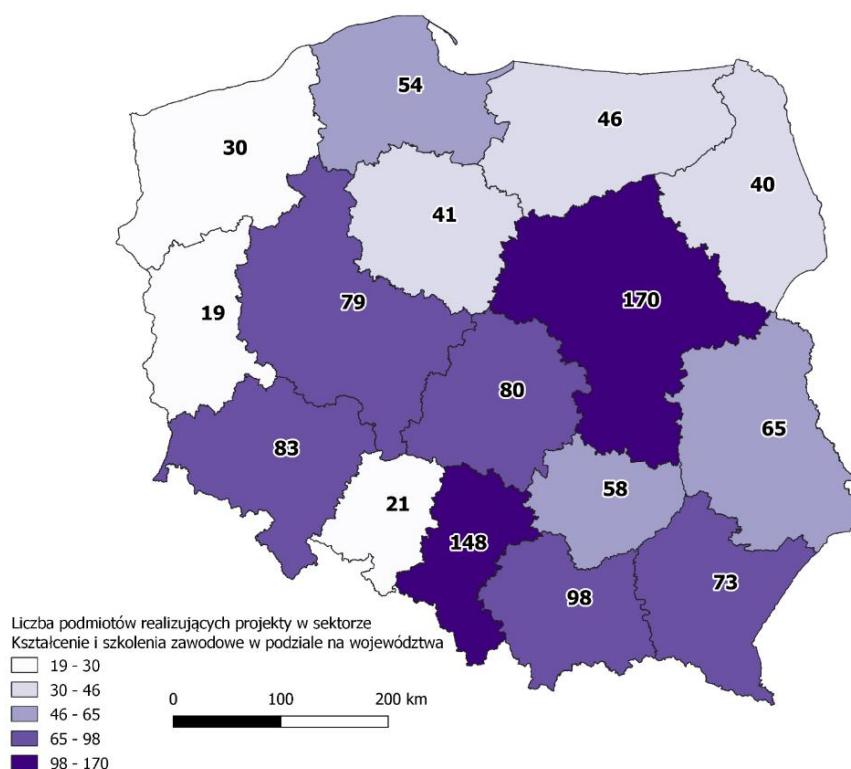 54
46
30
40
41
170
19
79
80
65
83
58
21
148
73
98
Liczba podmiotów realizujących projekty w sektorze
Kształcenie i szkolenia zawodowe w podziale na województwa
19 - 30
30 - 46
46 - 65
65 - 98
98 - 170
0 100 200 km